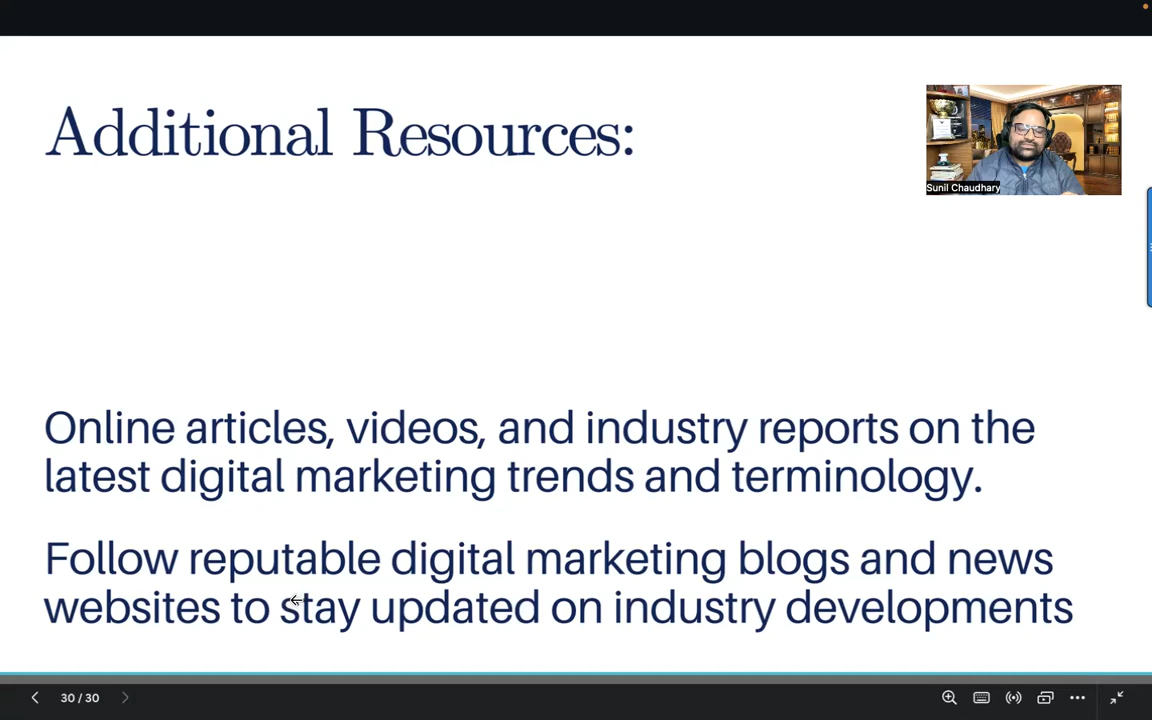 Additional Resources:
Sunil Chaudhary
Online articles, videos, and industry reports on the
latest digital marketing trends and terminology.
Follow reputable digital marketing blogs and news
websites to stay updated on industry developments
30 / 30